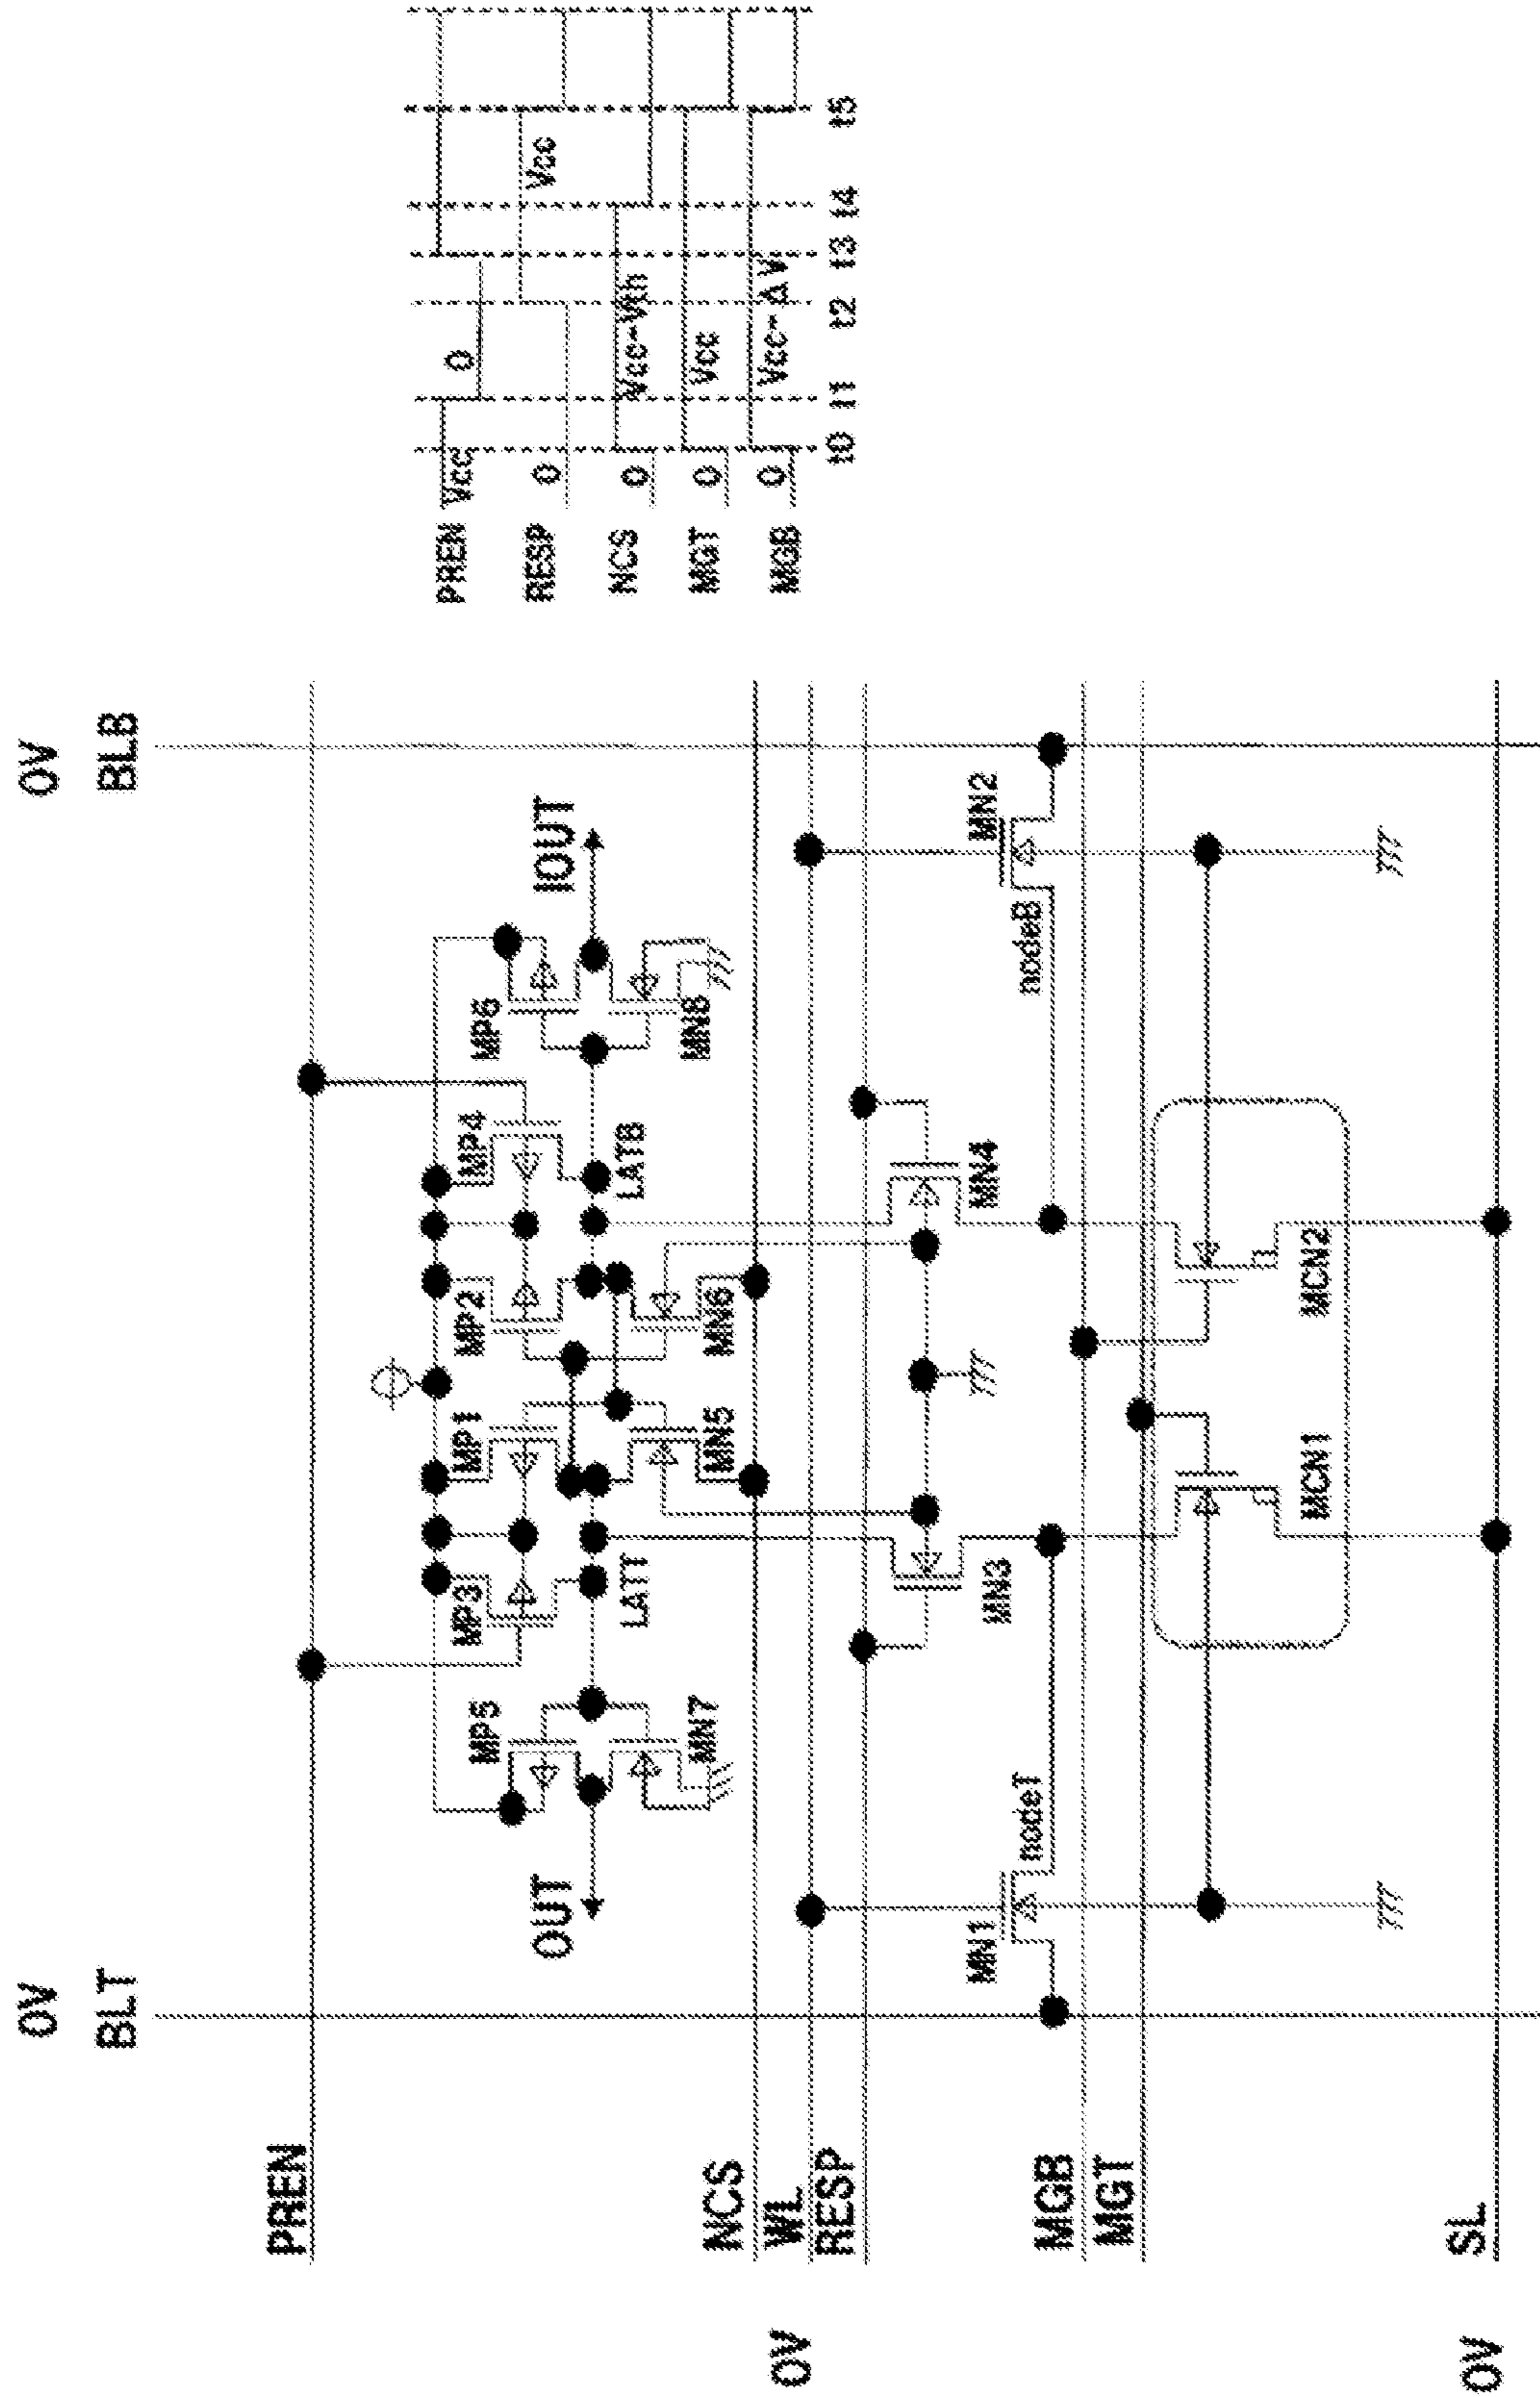 0V 0V
BLT BLB
PREN
MP3 MP1 MP2 MP4
MP5 MP6
OUT IOUT
LATT LATB
MN7 MN5 MN6 MN8
NCS
0V WL
RESP
MN3 MN4
MN1 nodeT nodeB MN2
MGB
MGT
MCN1 MCN2
0V SL
PREN Vcc 0
RESP 0 Vcc
NCS 0 Vcc-Vth
MGT 0 Vcc
MGB 0 Vcc-ΔV
t0 t1 t2 t3 t4 t5